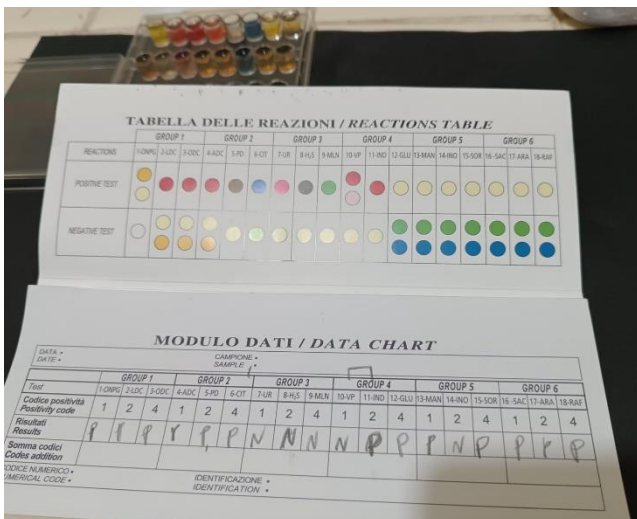 TABELLA DELLE REAZIONI / REACTIONS TABLE
GROUP 1 GROUP 2 GROUP 3 GROUP 4 GROUP 5 GROUP 6
REACTIONS 1-ONPG 2-LDC 3-ODC 4-ADC 5-PD 6-CIT 7-UR 8-H₂S 9-MLN 10-VP 11-IND 12-GLU 13-MAN 14-INO 15-SOR 16-SAC 17-ARA 18-RAF
POSITIVE TEST
NEGATIVE TEST
MODULO DATI / DATA CHART
DATA • CAMPIONE •
DATE • SAMPLE •
GROUP 1 GROUP 2 GROUP 3 GROUP 4 GROUP 5 GROUP 6
Test 1-ONPG 2-LDC 3-ODC 4-ADC 5-PD 6-CIT 7-UR 8-H₂S 9-MLN 10-VP 11-IND 12-GLU 13-MAN 14-INO 15-SOR 16-SAC 17-ARA 18-RAF
Codice positività
Positivity code 1 2 4 1 2 4 1 2 4 1 2 4 1 2 4 1 2 4
Risultati
Results P P P P P P N N N N P P P N P P P P
Somma codici
Codes addition
CODICE NUMERICO • IDENTIFICAZIONE •
NUMERICAL CODE • IDENTIFICATION •